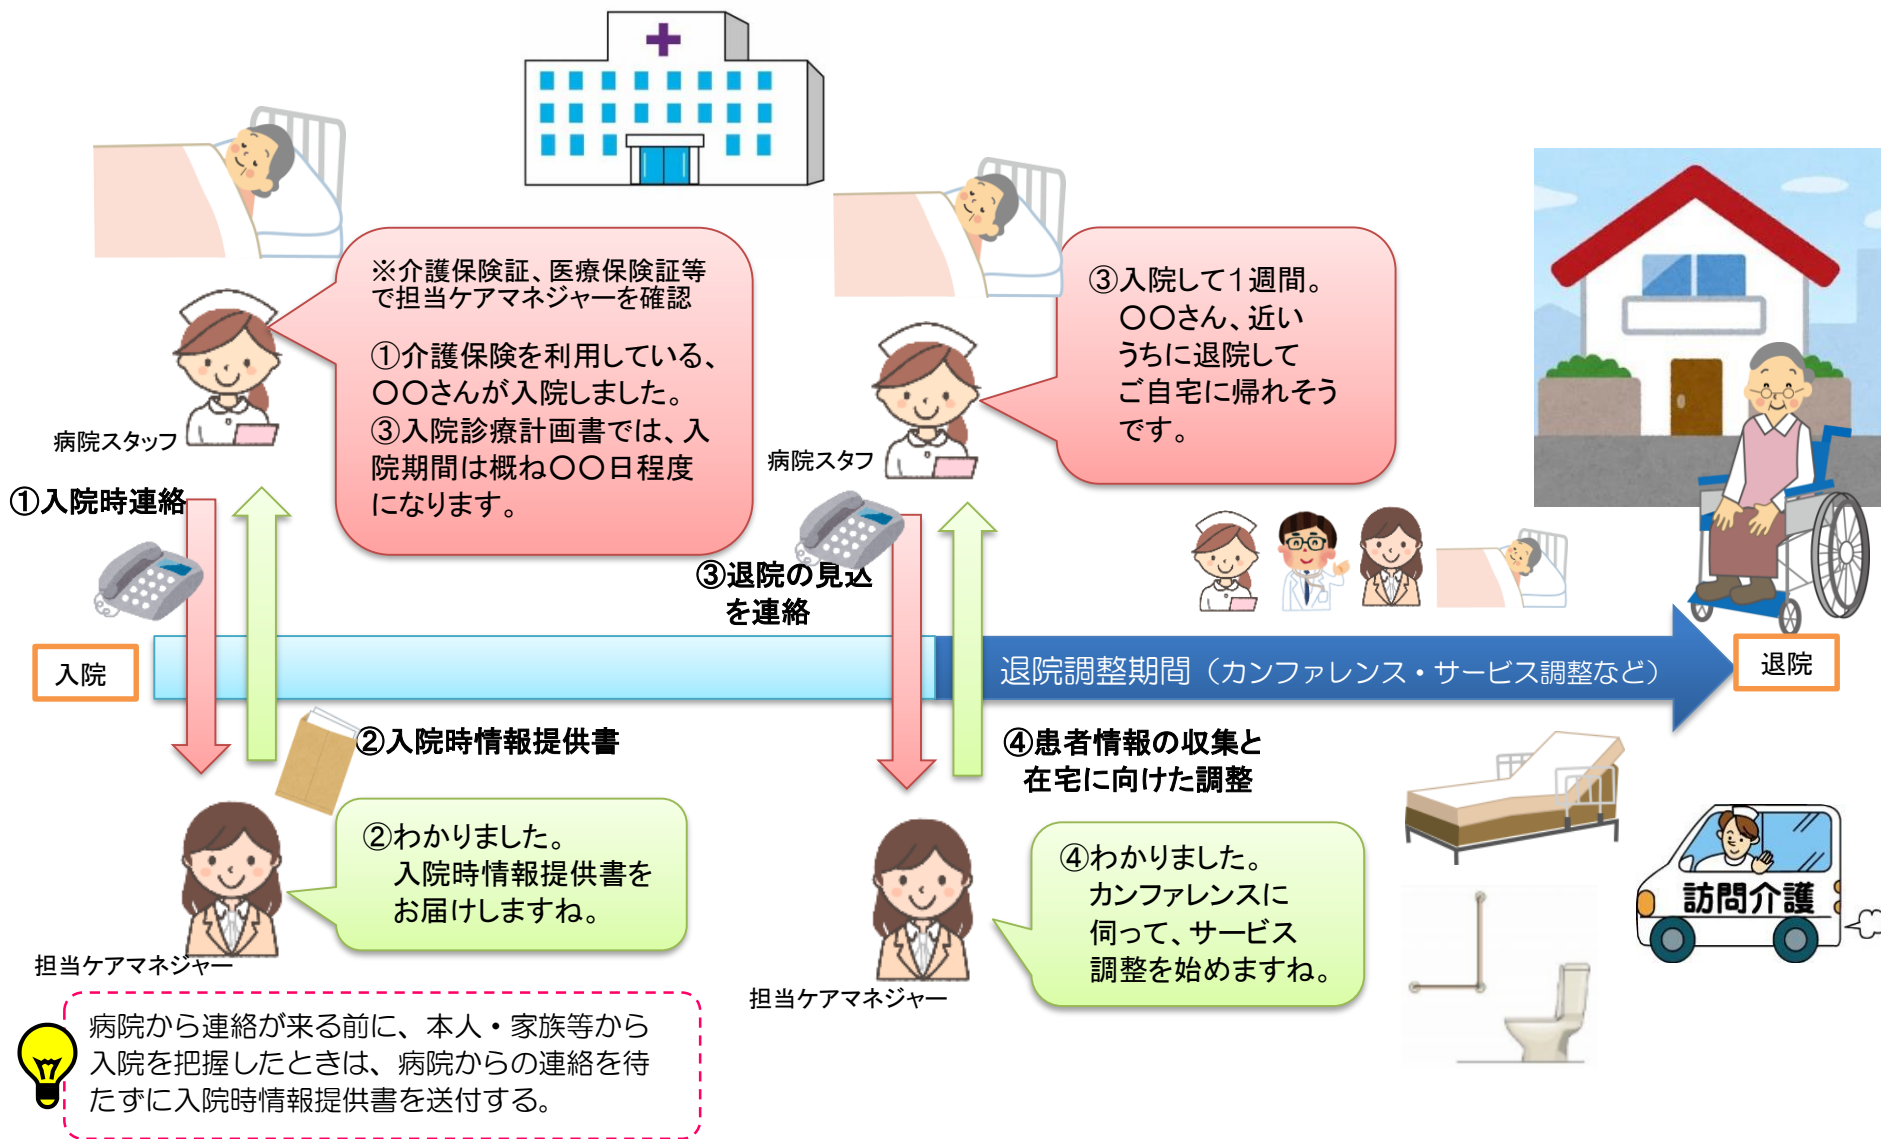 ※介護保険証、医療保険証等
で担当ケアマネジャーを確認
①介護保険を利用している、
〇〇さんが入院しました。
③入院診療計画書では、入
院期間は概ね〇〇日程度
になります。
病院スタッフ
①入院時連絡
③入院して1週間。
〇〇さん、近い
うちに退院して
ご自宅に帰れそう
です。
病院スタフ
③退院の見込
を連絡
入院
退院調整期間（カンファレンス・サービス調整など）
退院
②入院時情報提供書
④患者情報の収集と
在宅に向けた調整
②わかりました。
入院時情報提供書を
お届けしますね。
担当ケアマネジャー
④わかりました。
カンファレンスに
伺って、サービス
調整を始めますね。
担当ケアマネジャー
訪問介護
病院から連絡が来る前に、本人・家族等から
入院を把握したときは、病院からの連絡を待
たずに入院時情報提供書を送付する。